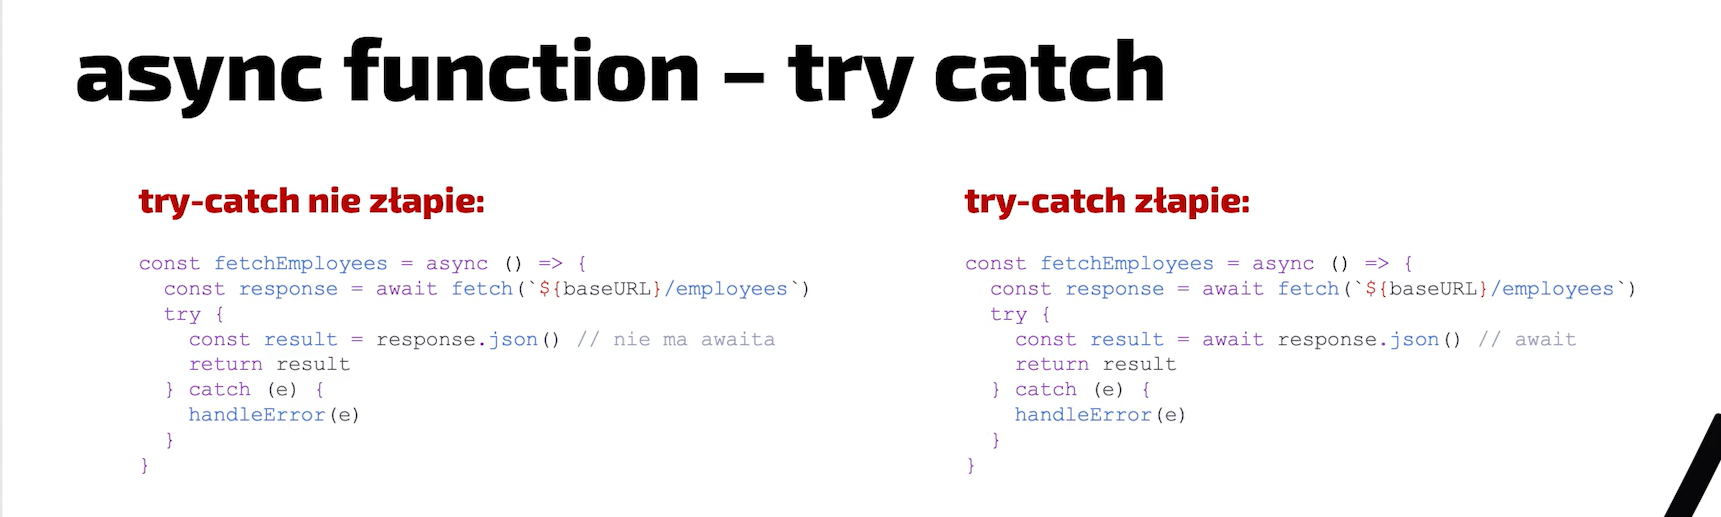 async function – try catch
try-catch nie złapie:
const fetchEmployees = async () => {
  const response = await fetch(`${baseURL}/employees`)
  try {
    const result = response.json() // nie ma awaita
    return result
  } catch (e) {
    handleError(e)
  }
}
try-catch złapie:
const fetchEmployees = async () => {
  const response = await fetch(`${baseURL}/employees`)
  try {
    const result = await response.json() // await
    return result
  } catch (e) {
    handleError(e)
  }
}